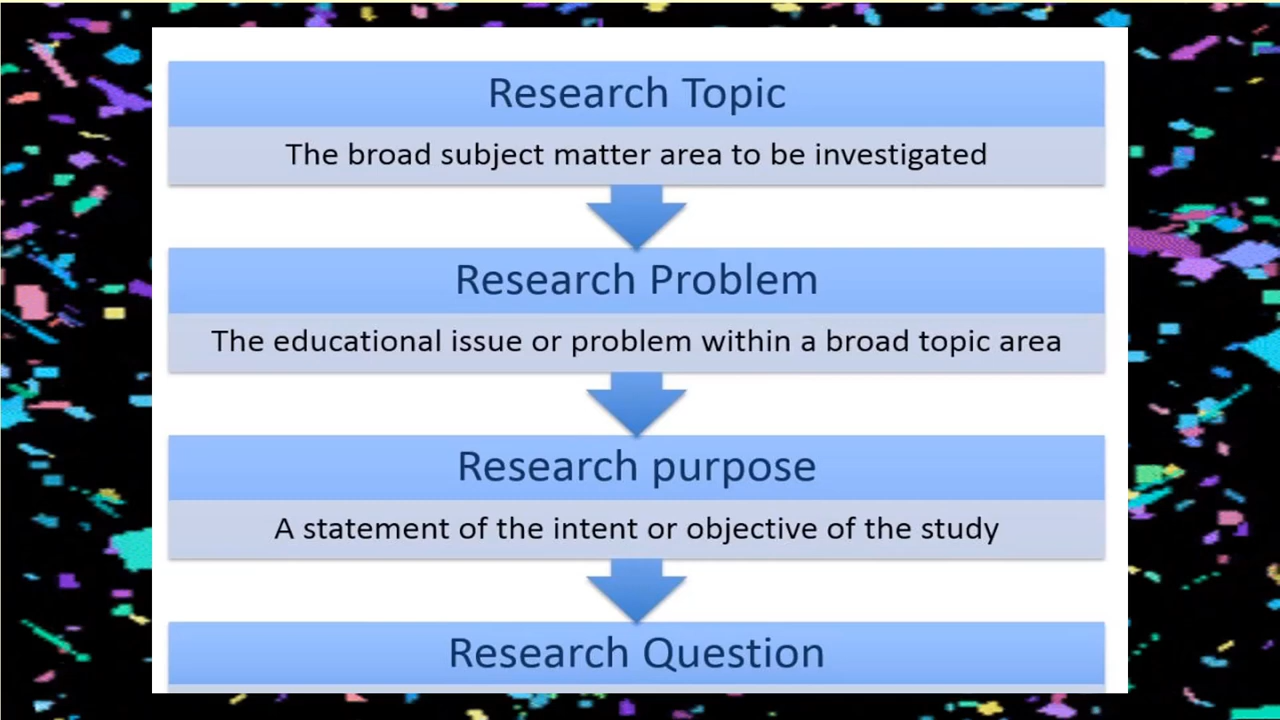 Research Topic
The broad subject matter area to be investigated
Research Problem
The educational issue or problem within a broad topic area
Research purpose
A statement of the intent or objective of the study
Research Question